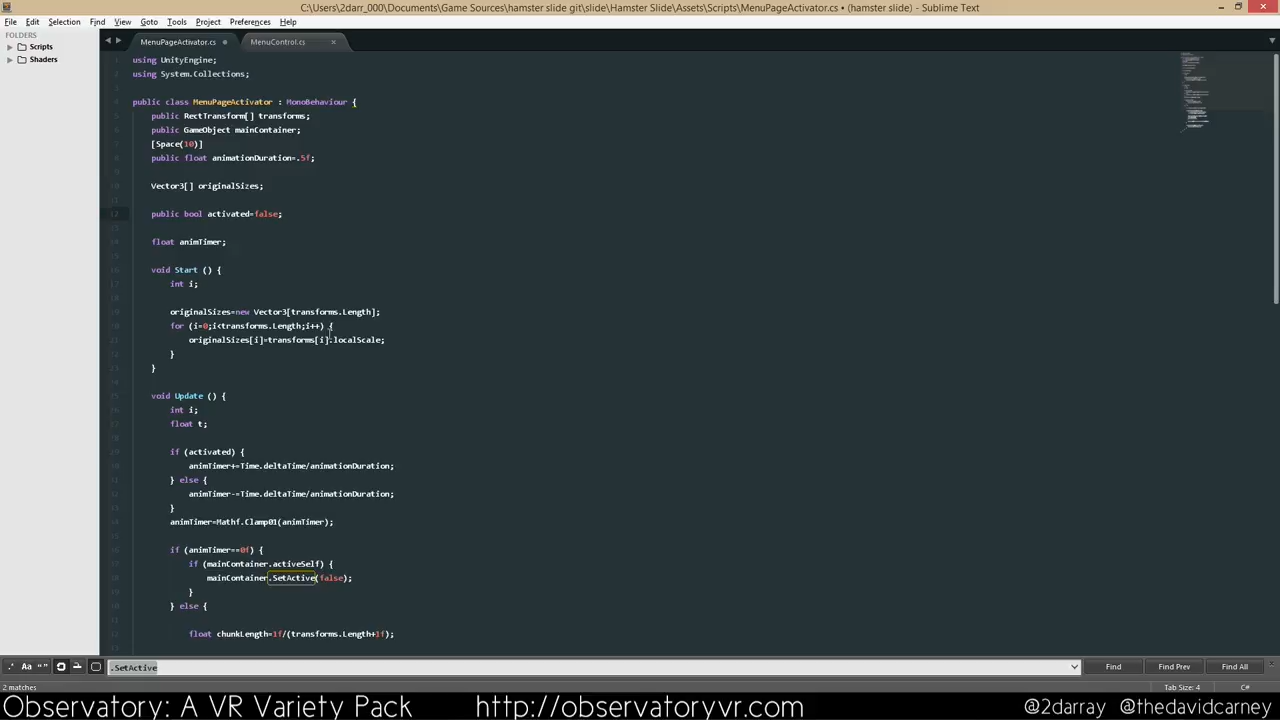 C:\Users\2darr_000\Documents\Game Sources\hamster slide git\slide\Hamster Slide\Assets\Scripts\MenuPageActivator.cs • (hamster slide) - Sublime Text
File Edit Selection Find View Goto Tools Project Preferences Help
FOLDERS
Scripts
Shaders
MenuPageActivator.cs
MenuControl.cs
using UnityEngine;
using System.Collections;
public class MenuPageActivator : MonoBehaviour {
public RectTransform[] transforms;
public GameObject mainContainer;
[Space(10)]
public float animationDuration=.5f;
Vector3[] originalSizes;
12 public bool activated=false;
float animTimer;
void Start () {
int i;
originalSizes=new Vector3[transforms.Length];
for (i=0;i<transforms.Length;i++) {
originalSizes[i]=transforms[i].localScale;
}
}
void Update () {
int i;
float t;
if (activated) {
animTimer+=Time.deltaTime/animationDuration;
} else {
animTimer-=Time.deltaTime/animationDuration;
}
animTimer=Mathf.Clamp01(animTimer);
if (animTimer==0f) {
if (mainContainer.activeSelf) {
mainContainer.SetActive(false);
}
} else {
float chunkLength=1f/(transforms.Length+1f);
.* Aa “” .SetActive Find Find Prev Find All
2 matches Tab Size: 4 C#
Observatory: A VR Variety Pack http://observatoryvr.com @2darray @thedavidcarney